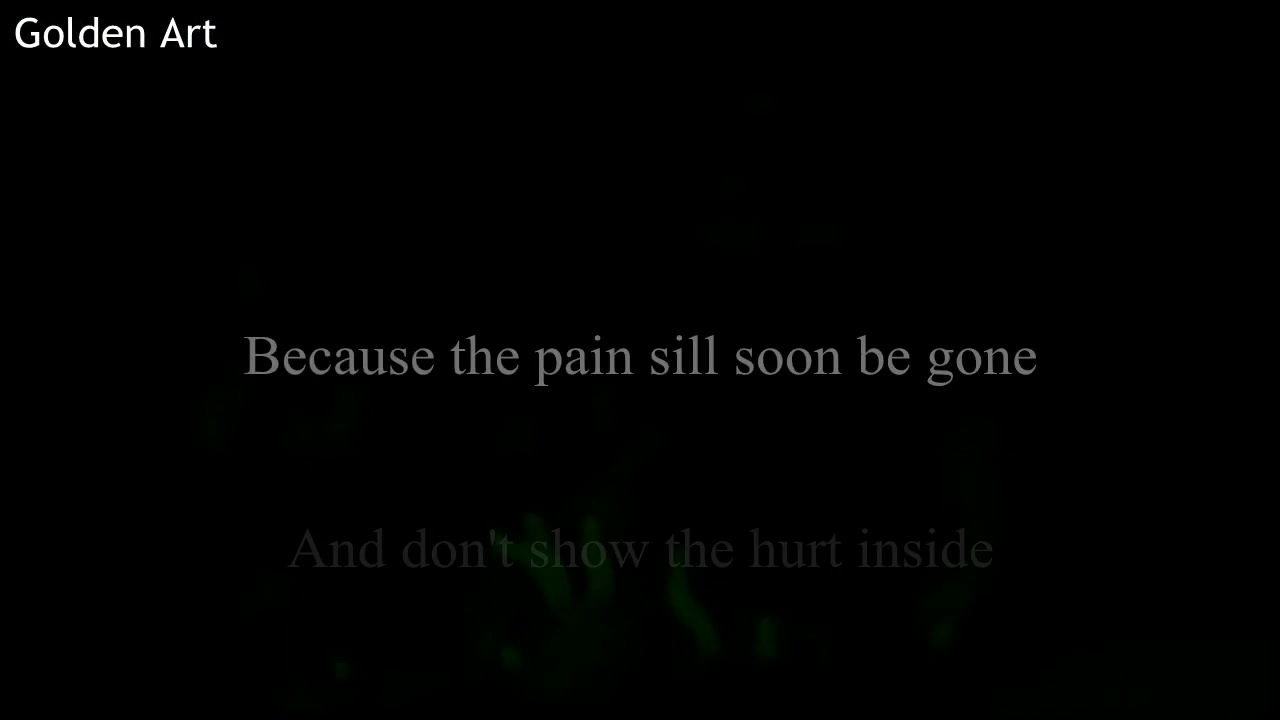 Golden Art
Because the pain sill soon be gone
And don't show the hurt inside